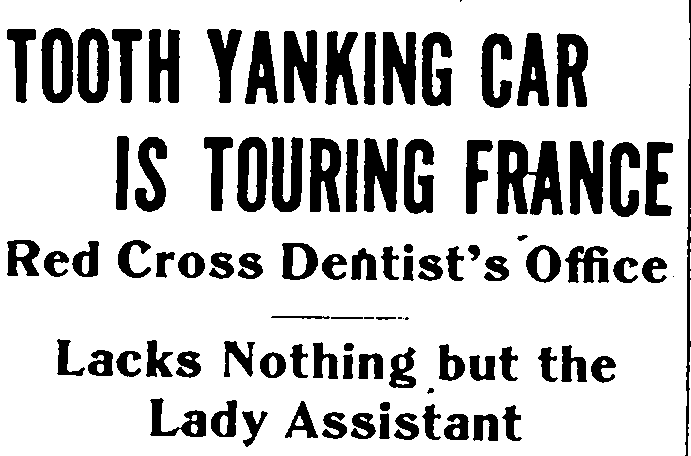 TOOTH YANKING CAR
IS TOURING FRANCE
Red Cross Dentist's Office
Lacks Nothing but the
Lady Assistant